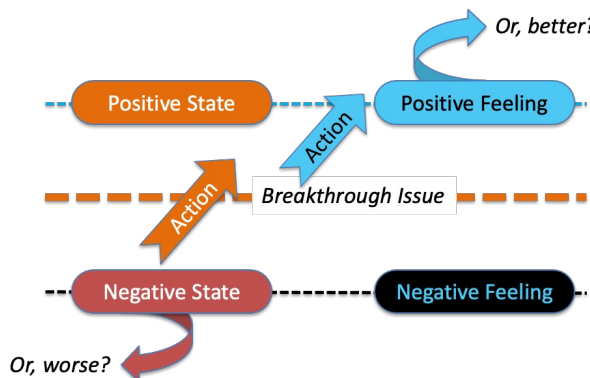 Or, better?
Positive State
Positive Feeling
Action
Action
Breakthrough Issue
Negative State
Negative Feeling
Or, worse?